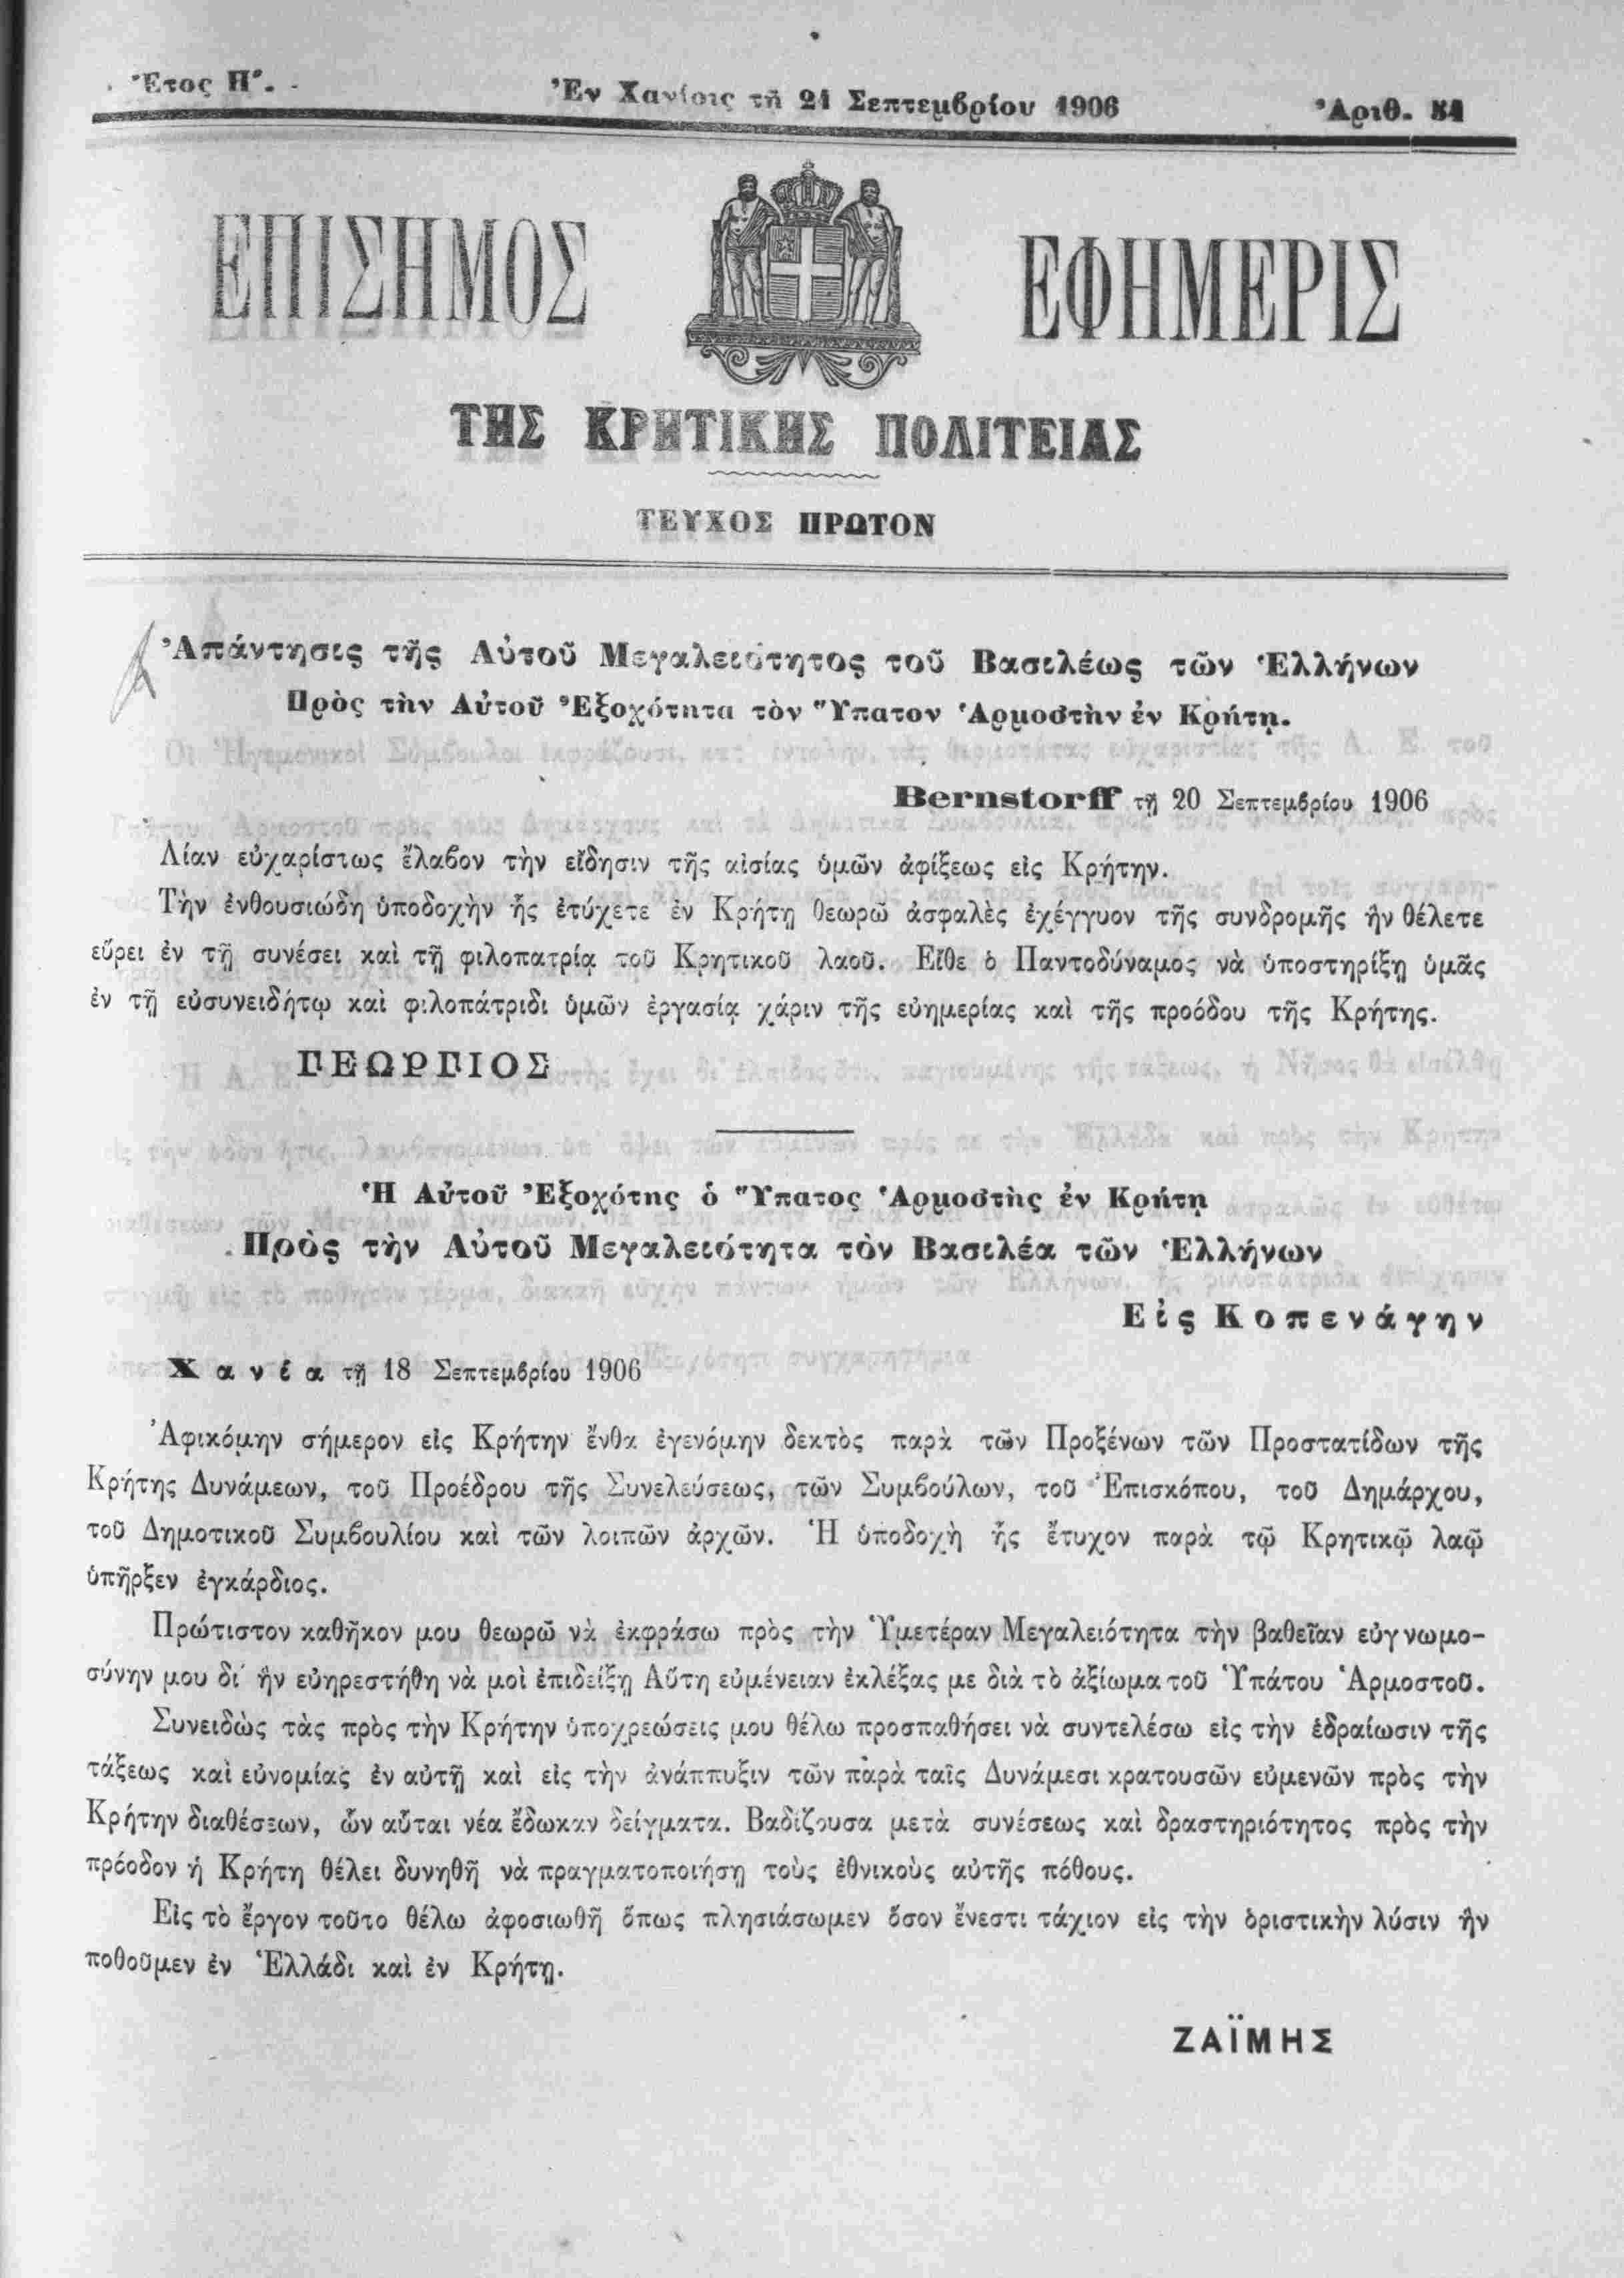 Ἔτος Η'.
Ἐν Χανίοις τῇ 21 Σεπτεμβρίου 1906
Ἀριθ. 54
ΕΠΙΣΗΜΟΣ ΕΦΗΜΕΡΙΣ
ΤΗΣ ΚΡΗΤΙΚΗΣ ΠΟΛΙΤΕΙΑΣ
ΤΕΥΧΟΣ ΠΡΩΤΟΝ
Ἀπάντησις τῆς Αὐτοῦ Μεγαλειότητος τοῦ Βασιλέως τῶν Ἑλλήνων
Πρὸς τὴν Αὐτοῦ Ἐξοχότητα τὸν Ὕπατον Ἁρμοστὴν ἐν Κρήτῃ.
Bernstorff τῇ 20 Σεπτεμβρίου 1906
Λίαν εὐχαρίστως ἔλαβον τὴν εἴδησιν τῆς αἰσίας ὑμῶν ἀφίξεως εἰς Κρήτην.
Τὴν ἐνθουσιώδη ὑποδοχὴν ἧς ἐτύχετε ἐν Κρήτῃ θεωρῶ ἀσφαλὲς ἐχέγγυον τῆς συνδρομῆς ἣν θέλετε
εὕρει ἐν τῇ συνέσει καὶ τῇ φιλοπατρίᾳ τοῦ Κρητικοῦ λαοῦ. Εἴθε ὁ Παντοδύναμος νὰ ὑποστηρίξῃ ὑμᾶς
ἐν τῇ εὐσυνειδήτῳ καὶ φιλοπάτριδι ὑμῶν ἐργασίᾳ χάριν τῆς εὐημερίας καὶ τῆς προόδου τῆς Κρήτης.
ΓΕΩΡΓΙΟΣ
Ἡ Αὐτοῦ Ἐξοχότης ὁ Ὕπατος Ἁρμοστὴς ἐν Κρήτῃ
Πρὸς τὴν Αὐτοῦ Μεγαλειότητα τὸν Βασιλέα τῶν Ἑλλήνων
Εἰς Κοπενάγην
Χανέα τῇ 18 Σεπτεμβρίου 1906
Ἀφικόμην σήμερον εἰς Κρήτην ἔνθα ἐγενόμην δεκτὸς παρὰ τῶν Προξένων τῶν Προστατίδων τῆς
Κρήτης Δυνάμεων, τοῦ Προέδρου τῆς Συνελεύσεως, τῶν Συμβούλων, τοῦ Ἐπισκόπου, τοῦ Δημάρχου,
τοῦ Δημοτικοῦ Συμβουλίου καὶ τῶν λοιπῶν ἀρχῶν. Ἡ ὑποδοχὴ ἧς ἔτυχον παρὰ τῷ Κρητικῷ λαῷ
ὑπῆρξεν ἐγκάρδιος.
Πρώτιστον καθῆκον μου θεωρῶ νὰ ἐκφράσω πρὸς τὴν Ὑμετέραν Μεγαλειότητα τὴν βαθεῖαν εὐγνωμο-
σύνην μου δι' ἣν εὐηρεστήθη νὰ μοὶ ἐπιδείξῃ Αὕτη εὐμένειαν ἐκλέξας με διὰ τὸ ἀξίωμα τοῦ Ὑπάτου Ἁρμοστοῦ.
Συνειδὼς τὰς πρὸς τὴν Κρήτην ὑποχρεώσεις μου θέλω προσπαθήσει νὰ συντελέσω εἰς τὴν ἑδραίωσιν τῆς
τάξεως καὶ εὐνομίας ἐν αὐτῇ καὶ εἰς τὴν ἀνάππυξιν τῶν παρὰ ταῖς Δυνάμεσι κρατουσῶν εὐμενῶν πρὸς τὴν
Κρήτην διαθέσεων, ὧν αὗται νέα ἔδωκαν δείγματα. Βαδίζουσα μετὰ συνέσεως καὶ δραστηριότητος πρὸς τὴν
πρόοδον ἡ Κρήτη θέλει δυνηθῆ νὰ πραγματοποιήσῃ τοὺς ἐθνικοὺς αὐτῆς πόθους.
Εἰς τὸ ἔργον τοῦτο θέλω ἀφοσιωθῆ ὅπως πλησιάσωμεν ὅσον ἔνεστι τάχιον εἰς τὴν ὁριστικὴν λύσιν ἣν
ποθοῦμεν ἐν Ἑλλάδι καὶ ἐν Κρήτῃ.
ΖΑΪΜΗΣ